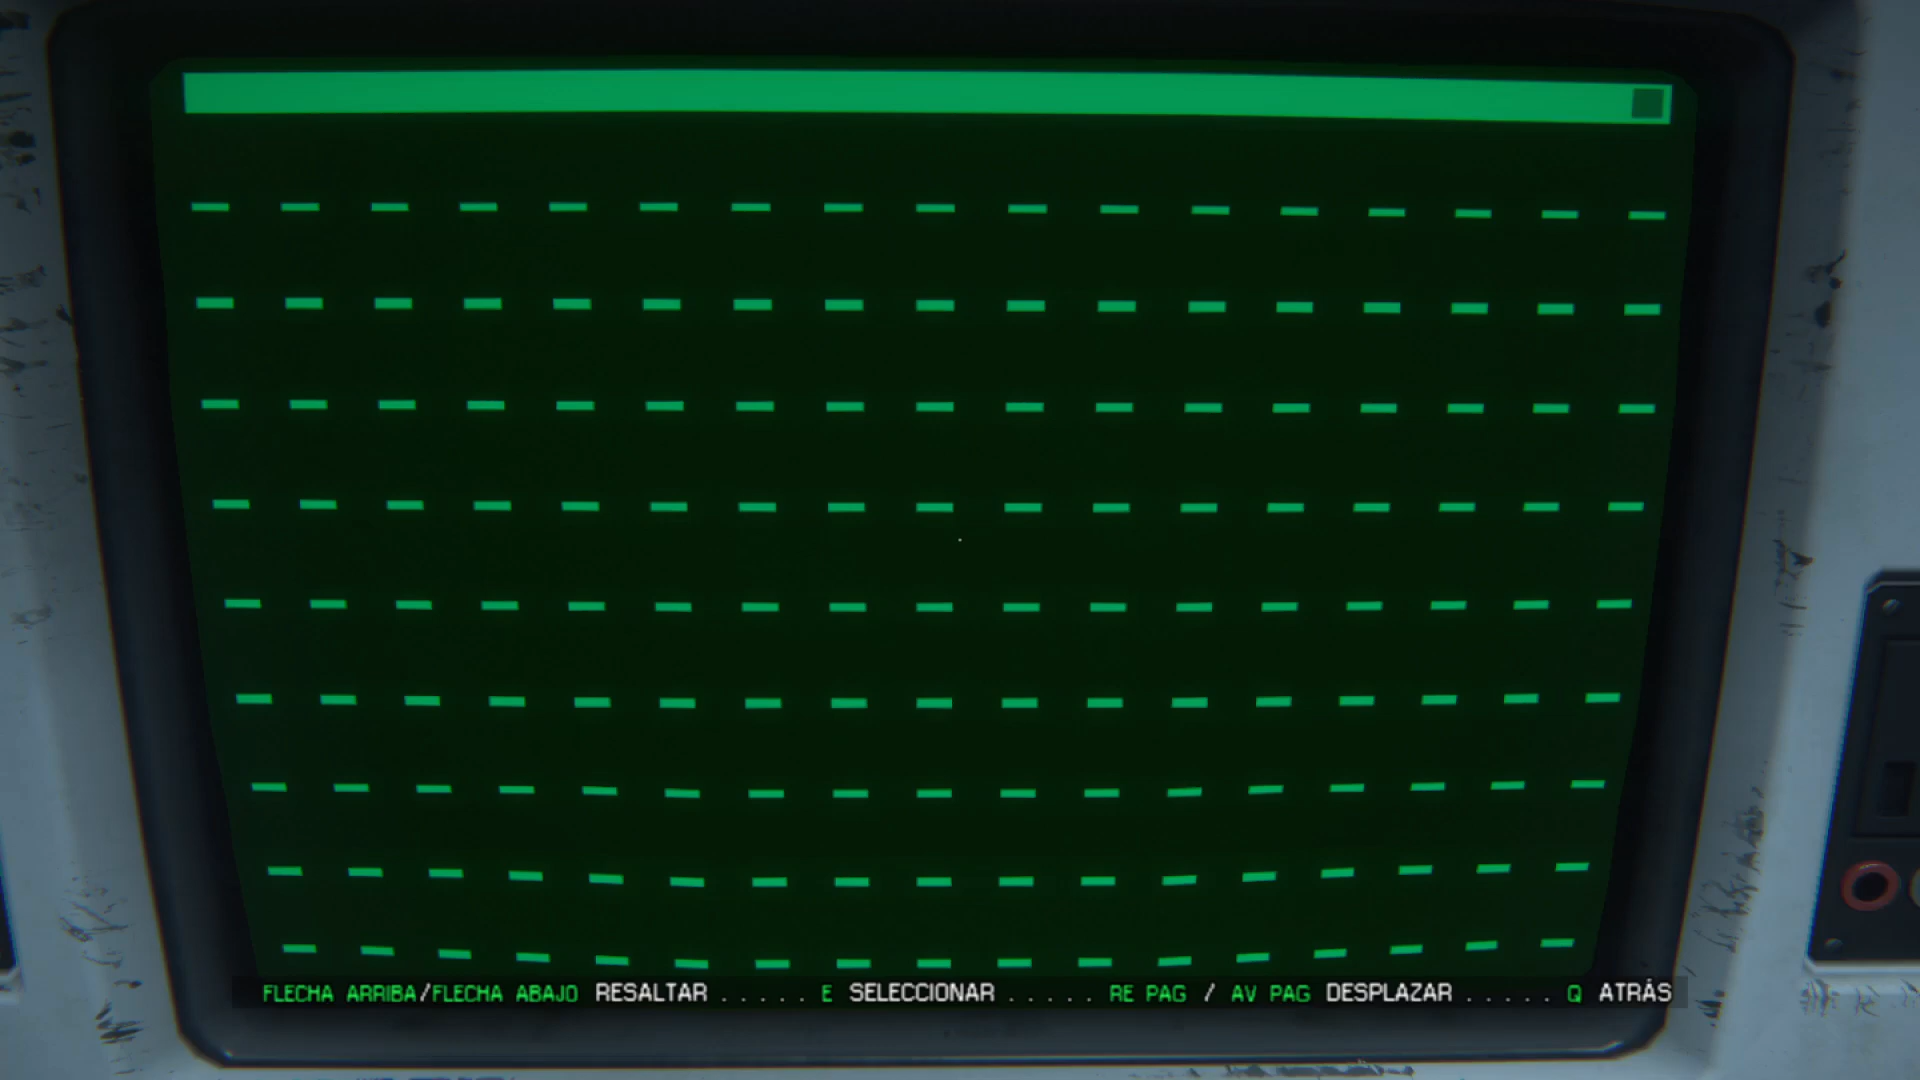 FLECHA ARRIBA/FLECHA ABAJO RESALTAR ..... E SELECCIONAR ..... RE PAG / AV PAG DESPLAZAR ..... Q ATRÁS